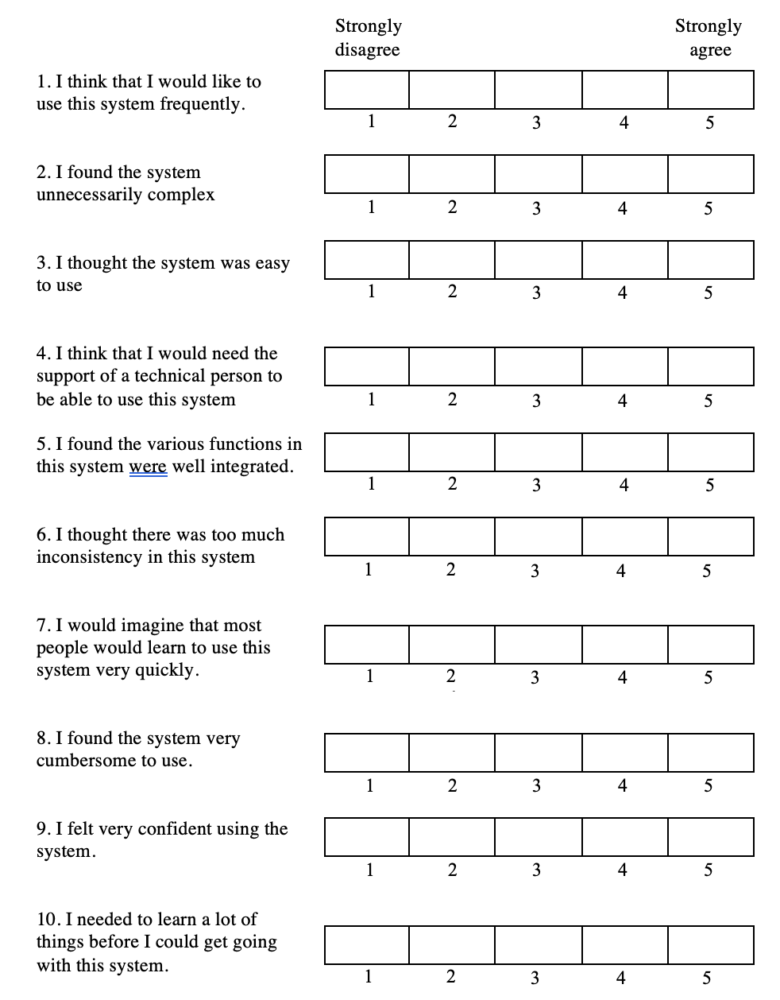 Strongly disagree
Strongly agree
1. I think that I would like to
use this system frequently.
1 2 3 4 5
2. I found the system
unnecessarily complex
1 2 3 4 5
3. I thought the system was easy
to use
1 2 3 4 5
4. I think that I would need the
support of a technical person to
be able to use this system
1 2 3 4 5
5. I found the various functions in
this system were well integrated.
1 2 3 4 5
6. I thought there was too much
inconsistency in this system
1 2 3 4 5
7. I would imagine that most
people would learn to use this
system very quickly.
1 2 3 4 5
8. I found the system very
cumbersome to use.
1 2 3 4 5
9. I felt very confident using the
system.
1 2 3 4 5
10. I needed to learn a lot of
things before I could get going
with this system.
1 2 3 4 5